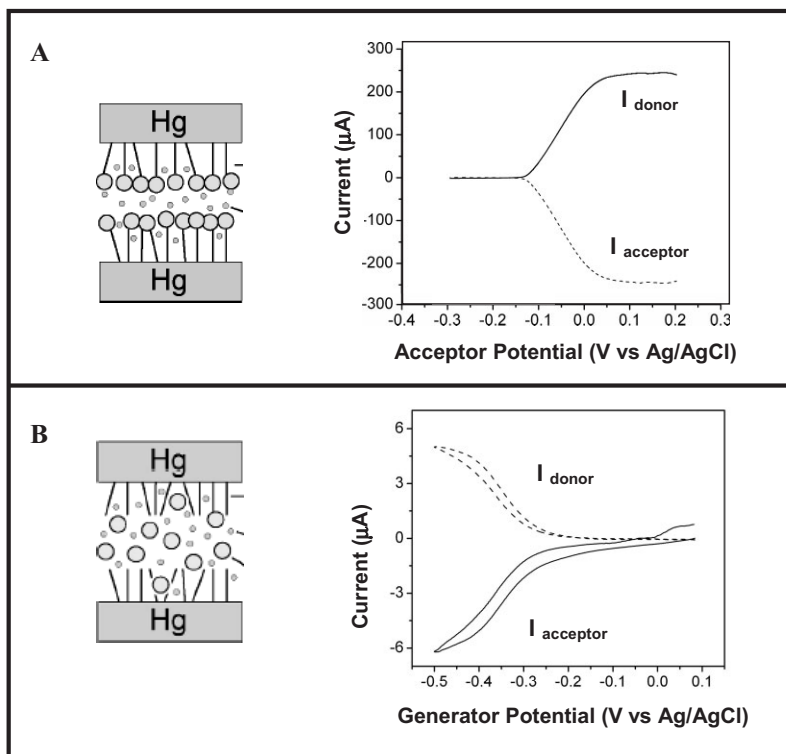 A
Hg
Hg
300
200
100
0
-100
-200
-300
Current (µA)
I donor
I acceptor
-0.4 -0.3 -0.2 -0.1 0.0 0.1 0.2 0.3
Acceptor Potential (V vs Ag/AgCl)
B
Hg
Hg
6
3
0
-3
-6
Current (µA)
I donor
I acceptor
-0.5 -0.4 -0.3 -0.2 -0.1 0.0 0.1
Generator Potential (V vs Ag/AgCl)